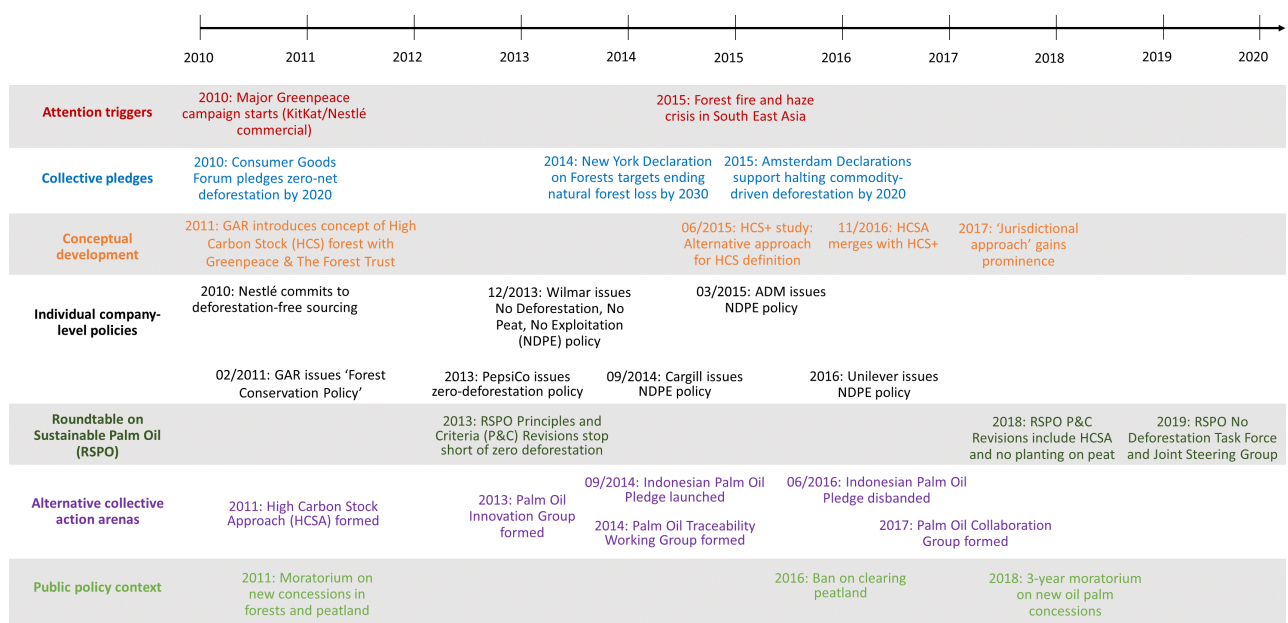 2010
2011
2012
2013
2014
2015
2016
2017
2018
2019
2020
Attention triggers
2010: Major Greenpeace
campaign starts (KitKat/Nestlé
commercial)
2015: Forest fire and haze
crisis in South East Asia
Collective pledges
2010: Consumer Goods
Forum pledges zero-net
deforestation by 2020
2014: New York Declaration
on Forests targets ending
natural forest loss by 2030
2015: Amsterdam Declarations
support halting commodity-
driven deforestation by 2020
Conceptual
development
2011: GAR introduces concept of High
Carbon Stock (HCS) forest with
Greenpeace & The Forest Trust
06/2015: HCS+ study:
Alternative approach
for HCS definition
11/2016: HCSA
merges with HCS+
2017: ‘Jurisdictional
approach’ gains
prominence
Individual company-
level policies
2010: Nestlé commits to
deforestation-free sourcing
12/2013: Wilmar issues
No Deforestation, No
Peat, No Exploitation
(NDPE) policy
03/2015: ADM issues
NDPE policy
02/2011: GAR issues ‘Forest
Conservation Policy’
2013: PepsiCo issues
zero-deforestation policy
09/2014: Cargill issues
NDPE policy
2016: Unilever issues
NDPE policy
Roundtable on
Sustainable Palm Oil
(RSPO)
2013: RSPO Principles and
Criteria (P&C) Revisions stop
short of zero deforestation
2018: RSPO P&C
Revisions include HCSA
and no planting on peat
2019: RSPO No
Deforestation Task Force
and Joint Steering Group
Alternative collective
action arenas
2011: High Carbon Stock
Approach (HCSA) formed
2013: Palm Oil
Innovation Group
formed
09/2014: Indonesian Palm Oil
Pledge launched
2014: Palm Oil Traceability
Working Group formed
06/2016: Indonesian Palm Oil
Pledge disbanded
2017: Palm Oil Collaboration
Group formed
Public policy context
2011: Moratorium on
new concessions in
forests and peatland
2016: Ban on clearing
peatland
2018: 3-year moratorium
on new oil palm
concessions